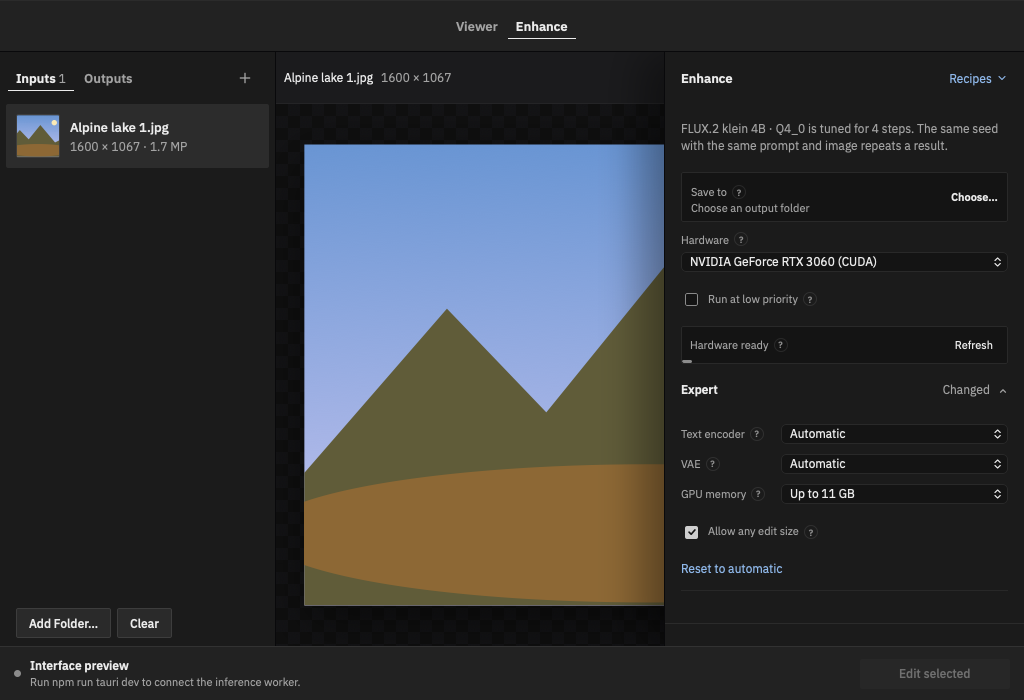 Viewer Enhance
Inputs 1 Outputs +
Alpine lake 1.jpg
1600 × 1067 · 1.7 MP
Add Folder...
Clear
Alpine lake 1.jpg 1600 × 1067
Enhance
Recipes
FLUX.2 klein 4B · Q4_0 is tuned for 4 steps. The same seed
with the same prompt and image repeats a result.
Save to ?
Choose an output folder
Choose...
Hardware ?
NVIDIA GeForce RTX 3060 (CUDA)
Run at low priority ?
Hardware ready ?
Refresh
Expert
Changed
Text encoder ? Automatic
VAE ? Automatic
GPU memory ? Up to 11 GB
Allow any edit size ?
Reset to automatic
Interface preview
Run npm run tauri dev to connect the inference worker.
Edit selected